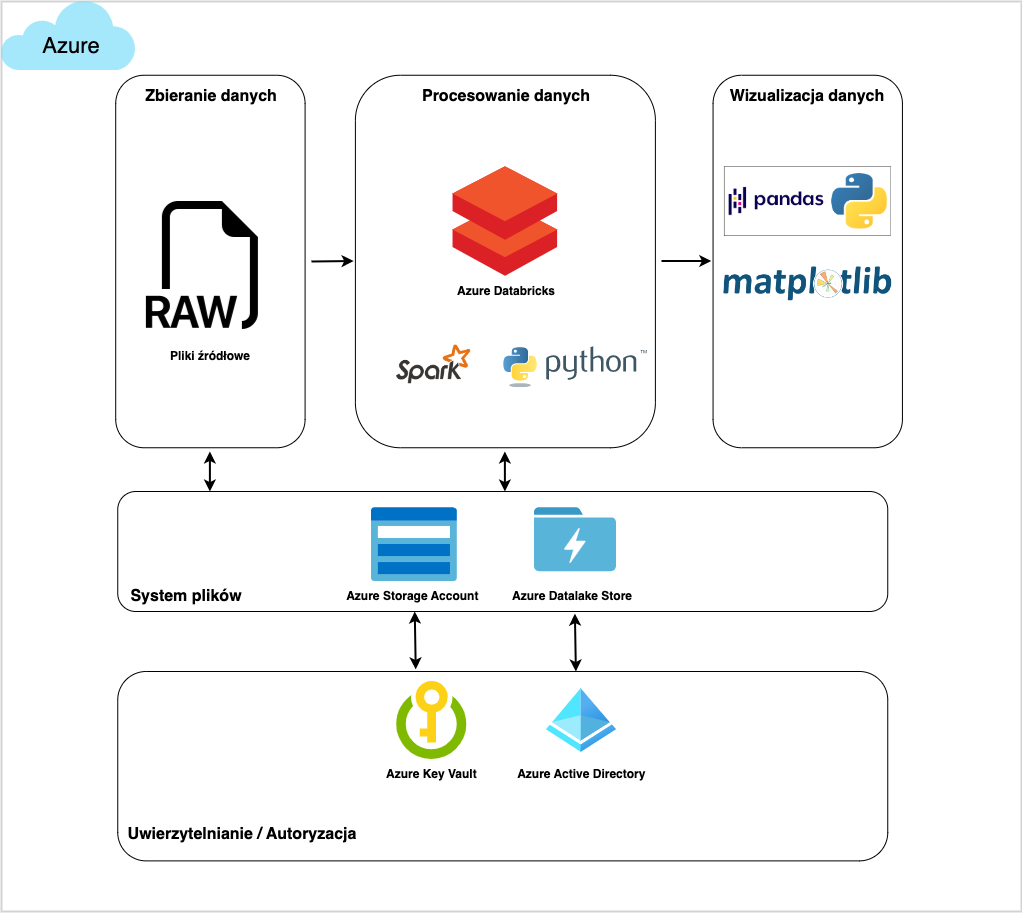 Azure
Zbieranie danych
RAW
Pliki źródłowe
Procesowanie danych
Azure Databricks
Spark
python™
Wizualizacja danych
pandas
matplotlib
Azure Storage Account
Azure Datalake Store
System plików
Azure Key Vault
Azure Active Directory
Uwierzytelnianie / Autoryzacja